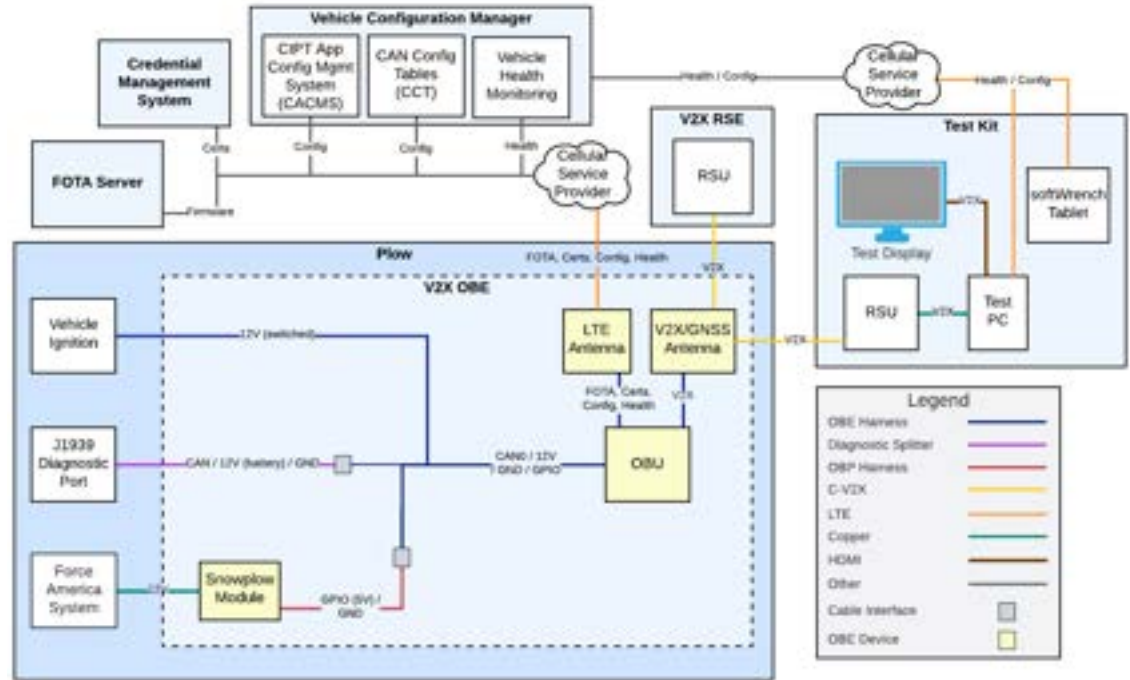 Vehicle Configuration Manager
CIPT App
Config Mgmt
System
(CACMS)
CAN Config
Tables
(CCT)
Vehicle
Health
Monitoring
Credential
Management
System
Certs
Config
Config
Health
Health / Config
Cellular
Service
Provider
Health / Config
FOTA Server
Firmware
Cellular
Service
Provider
V2X RSE
RSU
V2X
Test Kit
Test Display
V2X
softWrench
Tablet
RSU
V2X
Test
PC
V2X
Plow
FOTA, Certs, Config, Health
V2X OBE
Vehicle
Ignition
12V (switched)
LTE
Antenna
V2X/GNSS
Antenna
FOTA, Certs,
Config, Health
V2X
J1939
Diagnostic
Port
CAN / 12V (battery) / GND
CAN0 / 12V
/ GND / GPIO
OBU
Force
America
System
12V
Snowplow
Module
GPIO (5V) /
GND
Legend
OBE Harness
Diagnostic Splitter
OBP Harness
C-V2X
LTE
Copper
HDMI
Other
Cable Interface
OBE Device